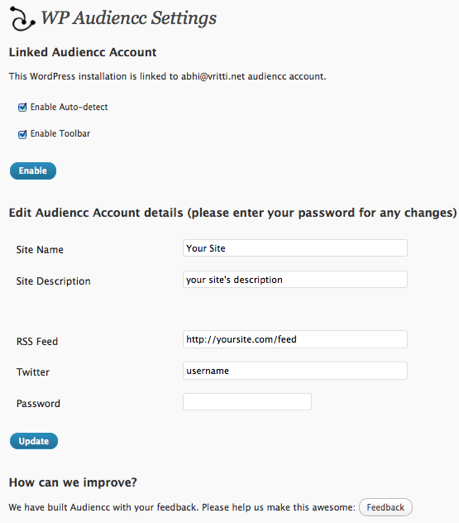 WP Audiencc Settings
Linked Audiencc Account
This WordPress installation is linked to abhi@vritti.net audiencc account.
Enable Auto-detect
Enable Toolbar
Enable
Edit Audiencc Account details (please enter your password for any changes)
Site Name Your Site
Site Description your site's description
RSS Feed http://yoursite.com/feed
Twitter username
Password
Update
How can we improve?
We have built Audiencc with your feedback. Please help us make this awesome: Feedback